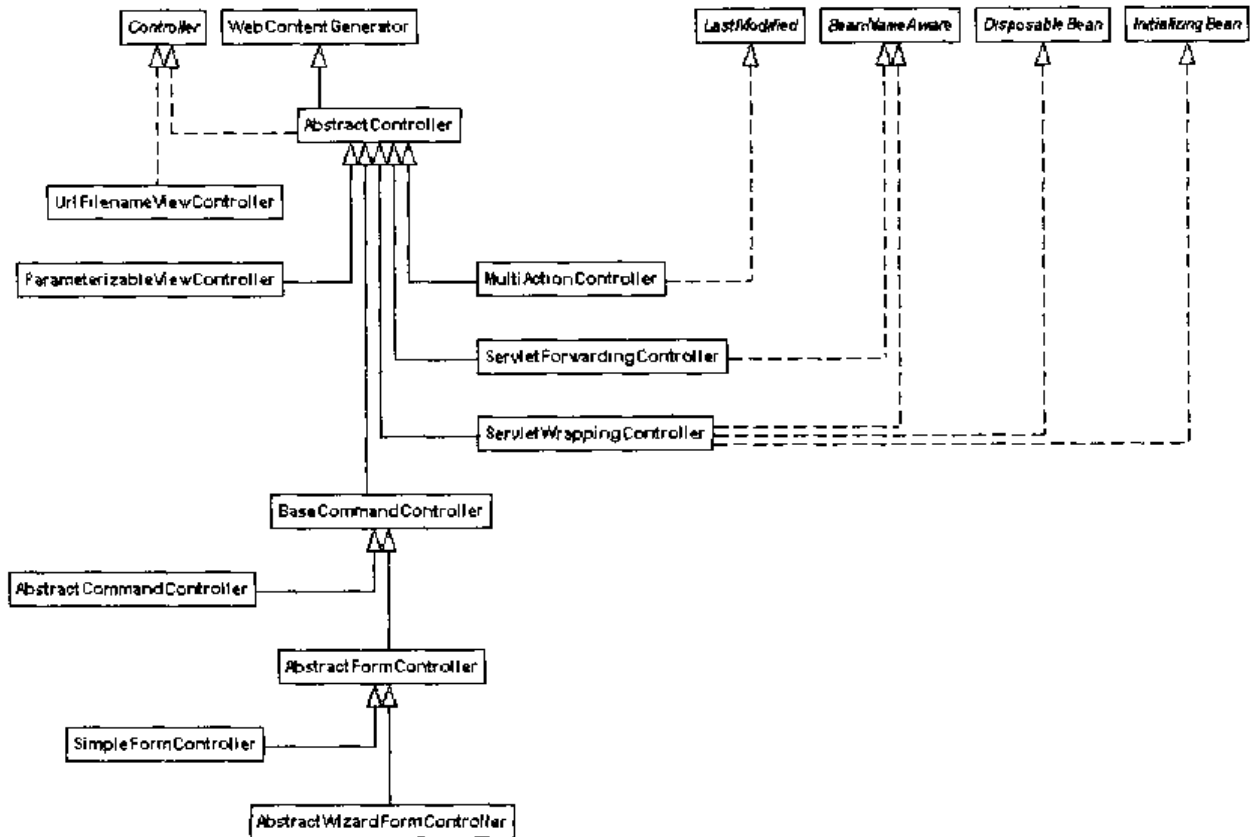 Controller
WebContentGenerator
LastModified
BeanNameAware
DisposableBean
InitializingBean
AbstractController
UrlFilenameViewController
ParameterizableViewController
MultiActionController
ServletForwardingController
ServletWrappingController
BaseCommandController
AbstractCommandController
AbstractFormController
SimpleFormController
AbstractWizardFormController